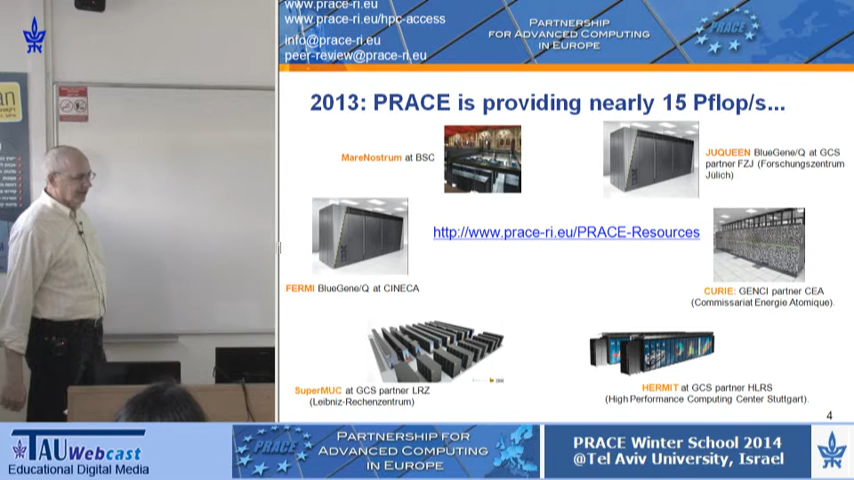 www.prace-ri.eu
www.prace-ri.eu/hpc-access
info@prace-ri.eu
peer-review@prace-ri.eu
PARTNERSHIP
FOR ADVANCED COMPUTING
IN EUROPE
PRACE
2013: PRACE is providing nearly 15 Pflop/s...
MareNostrum at BSC
JUQUEEN BlueGene/Q at GCS
partner FZJ (Forschungszentrum
Jülich)
http://www.prace-ri.eu/PRACE-Resources
FERMI BlueGene/Q at CINECA
CURIE: GENCI partner CEA
(Commissariat Energie Atomique).
SuperMUC at GCS partner LRZ
(Leibniz-Rechenzentrum)
HERMIT at GCS partner HLRS
(High Performance Computing Center Stuttgart).
4
TAU Webcast
Educational Digital Media
PRACE
PARTNERSHIP FOR
ADVANCED COMPUTING
IN EUROPE
PRACE Winter School 2014
@Tel Aviv University, Israel